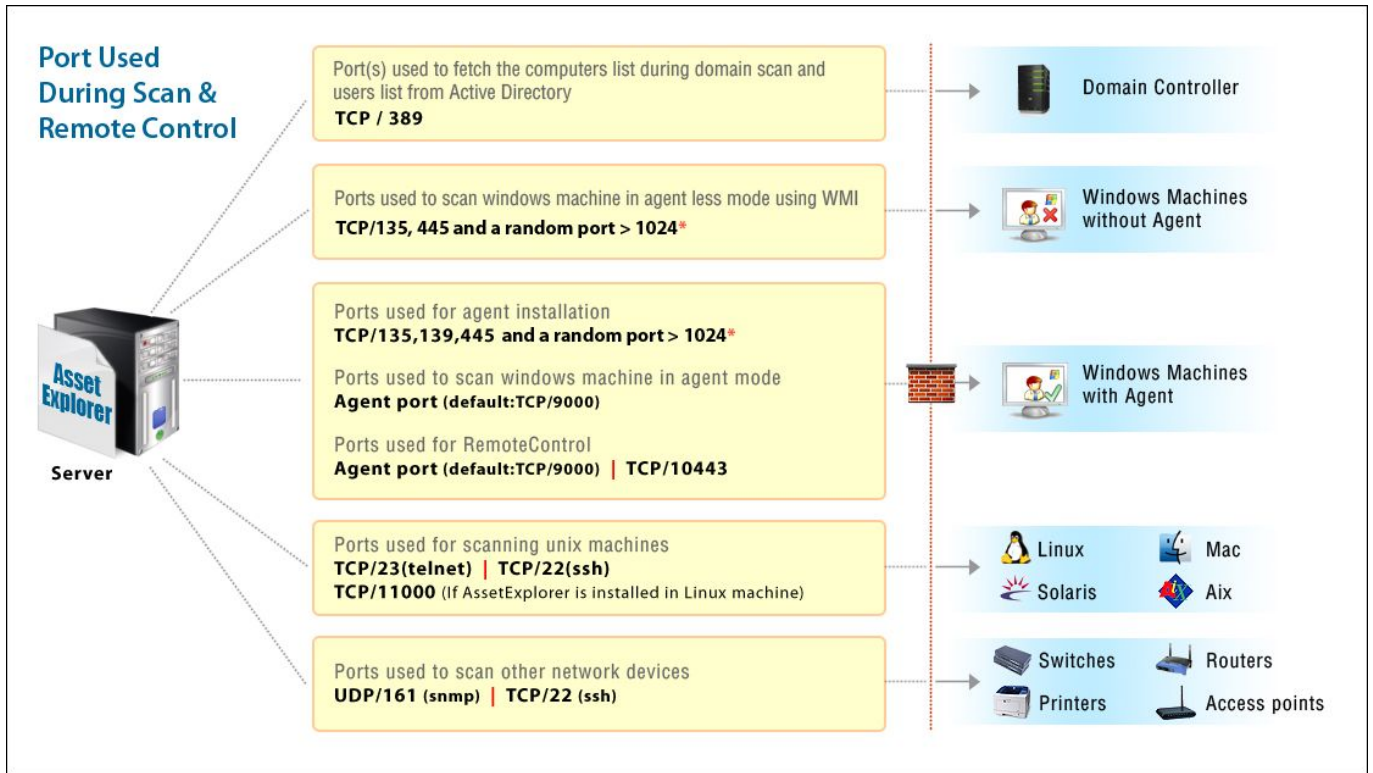 Port Used
During Scan &
Remote Control
Port(s) used to fetch the computers list during domain scan and
users list from Active Directory
TCP / 389
Domain Controller
Ports used to scan windows machine in agent less mode using WMI
TCP/135, 445 and a random port > 1024*
Windows Machines
without Agent
Asset
Explorer
Server
Ports used for agent installation
TCP/135,139,445 and a random port > 1024*
Ports used to scan windows machine in agent mode
Agent port (default:TCP/9000)
Ports used for RemoteControl
Agent port (default:TCP/9000) | TCP/10443
Windows Machines
with Agent
Ports used for scanning unix machines
TCP/23(telnet) | TCP/22(ssh)
TCP/11000 (If AssetExplorer is installed in Linux machine)
Linux
Mac
Solaris
Aix
Ports used to scan other network devices
UDP/161 (snmp) | TCP/22 (ssh)
Switches
Routers
Printers
Access points